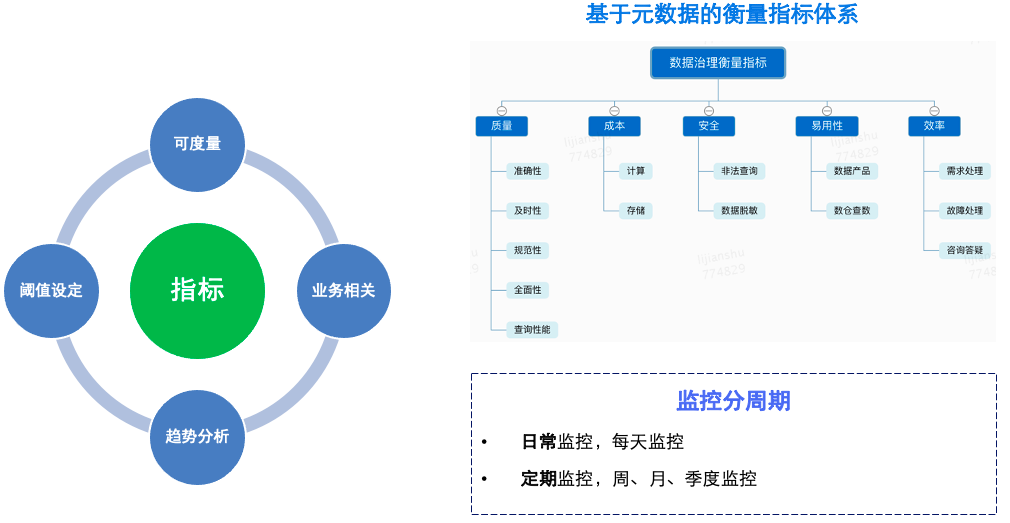 可度量
阈值设定
指标
业务相关
趋势分析
基于元数据的衡量指标体系
数据治理衡量指标
质量
成本
安全
易用性
效率
准确性
计算
非法查询
数据产品
需求处理
及时性
存储
数据脱敏
数仓查数
故障处理
规范性
咨询答疑
全面性
查询性能
lijianshu
774829
lijianshu
774829
lijianshu
774829
监控分周期
• 日常监控，每天监控
• 定期监控，周、月、季度监控